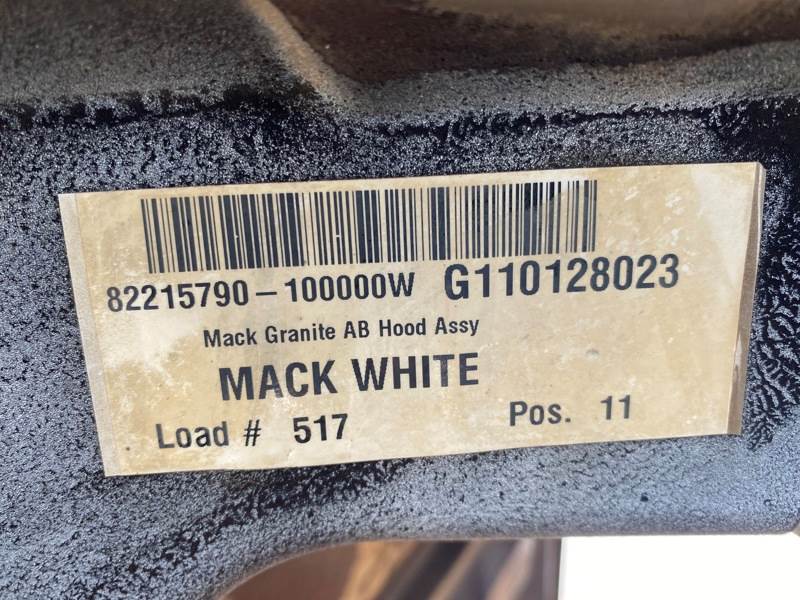 82215790-100000W G110128023
Mack Granite AB Hood Assy
MACK WHITE
Load # 517 Pos. 11